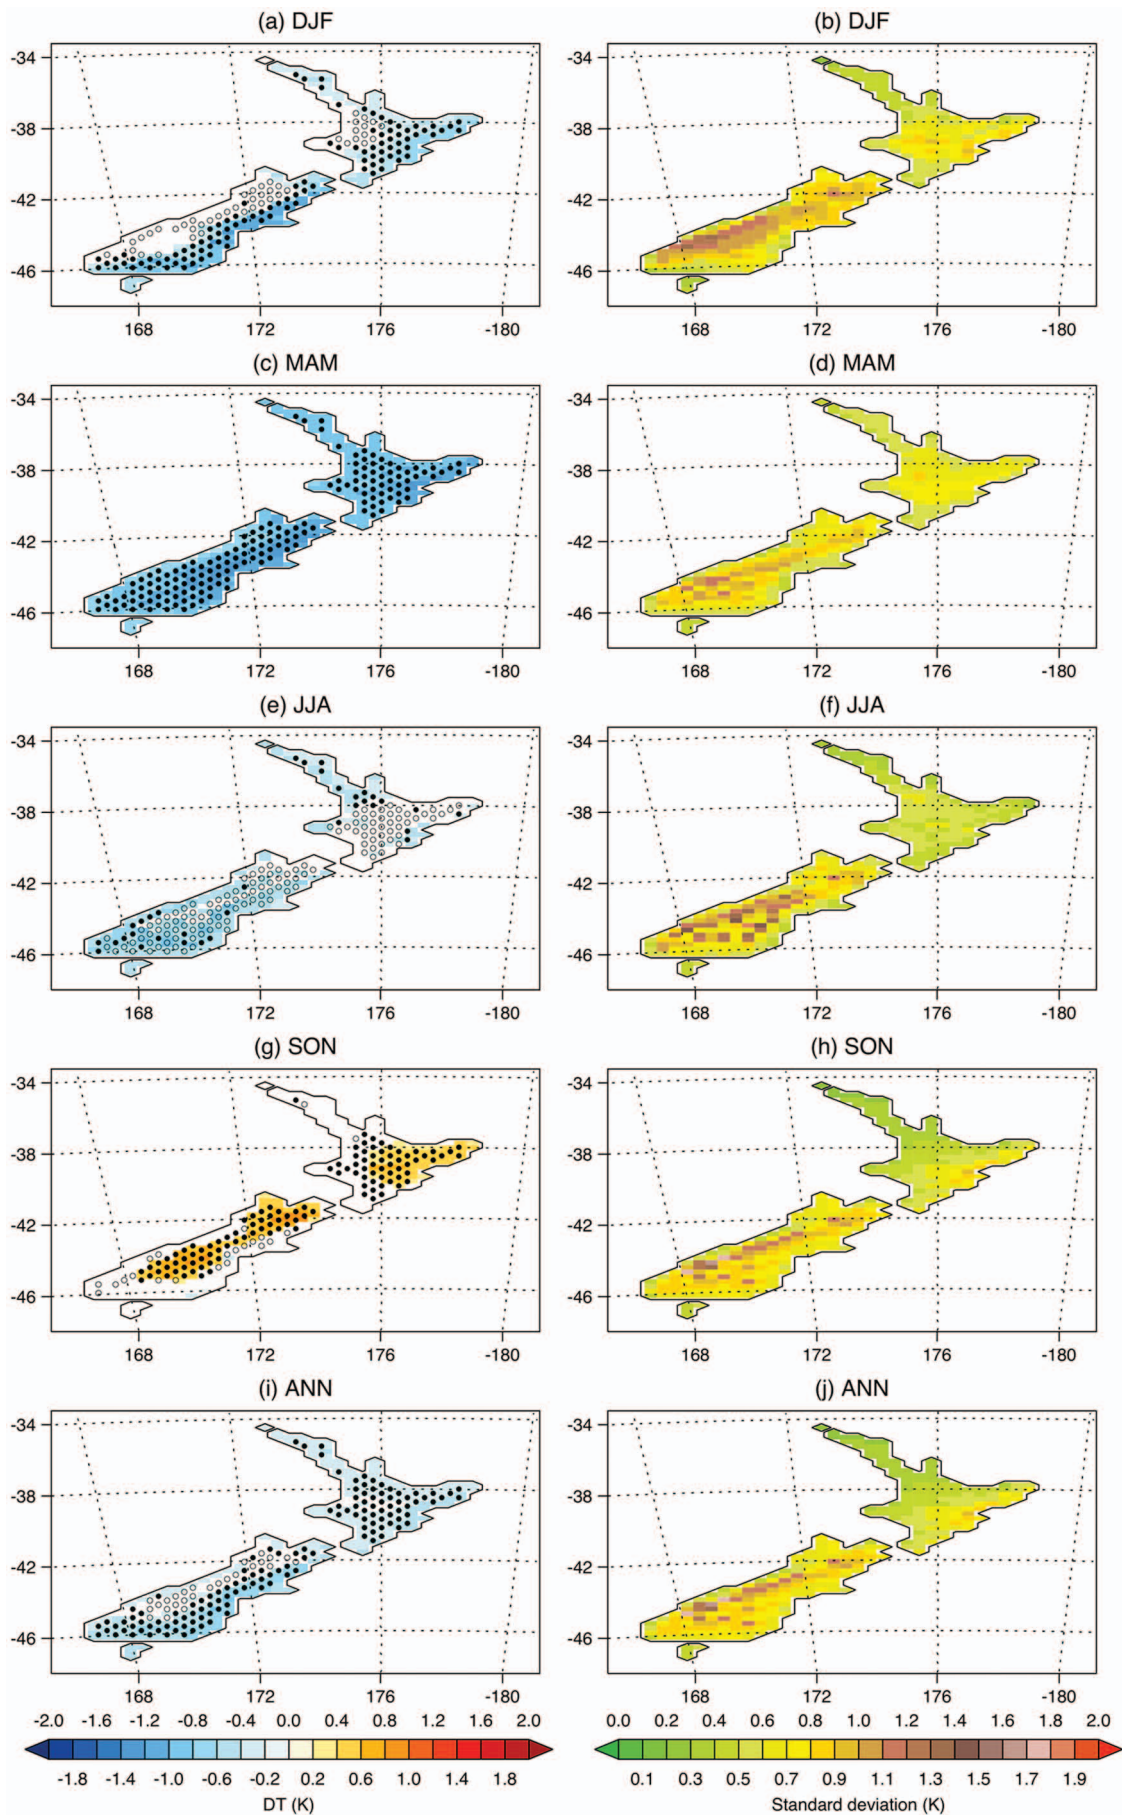 (a) DJF
(b) DJF
-34
-38
-42
-46
168 172 176 -180
-34
-38
-42
-46
168 172 176 -180
(c) MAM
(d) MAM
-34
-38
-42
-46
168 172 176 -180
-34
-38
-42
-46
168 172 176 -180
(e) JJA
(f) JJA
-34
-38
-42
-46
168 172 176 -180
-34
-38
-42
-46
168 172 176 -180
(g) SON
(h) SON
-34
-38
-42
-46
168 172 176 -180
-34
-38
-42
-46
168 172 176 -180
(i) ANN
(j) ANN
-34
-38
-42
-46
168 172 176 -180
-34
-38
-42
-46
168 172 176 -180
-2.0 -1.6 -1.2 -0.8 -0.4 0.0 0.4 0.8 1.2 1.6 2.0
-1.8 -1.4 -1.0 -0.6 -0.2 0.2 0.6 1.0 1.4 1.8
DT (K)
0.0 0.2 0.4 0.6 0.8 1.0 1.2 1.4 1.6 1.8 2.0
0.1 0.3 0.5 0.7 0.9 1.1 1.3 1.5 1.7 1.9
Standard deviation (K)